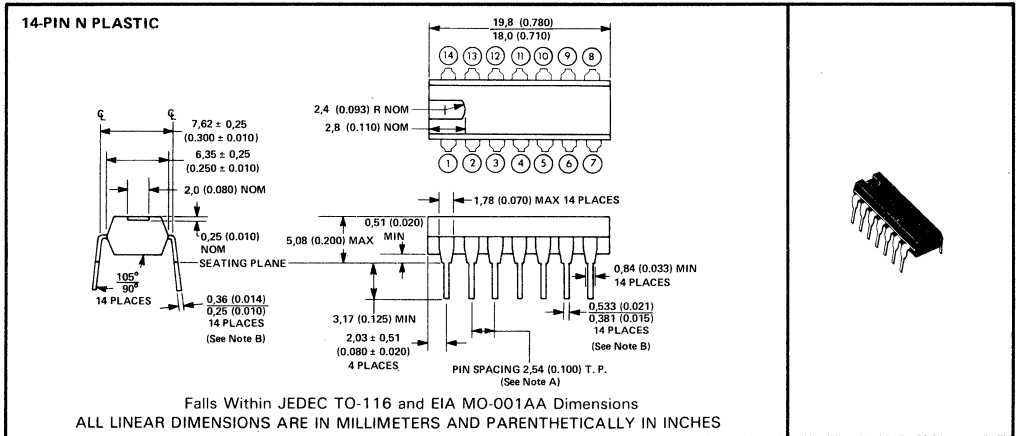 14-PIN N PLASTIC
19,8 (0.780)
18,0 (0.710)
14 13 12 11 10 9 8
2,4 (0.093) R NOM
2,8 (0.110) NOM
1 2 3 4 5 6 7
℄ ℄
7,62 ± 0,25
(0.300 ± 0.010)
6,35 ± 0,25
(0.250 ± 0.010)
2,0 (0.080) NOM
0,25 (0.010)
NOM
SEATING PLANE
105°
90°
14 PLACES
0,36 (0.014)
0,25 (0.010)
14 PLACES
(See Note B)
1,78 (0.070) MAX 14 PLACES
0,51 (0.020)
MIN
5,08 (0.200) MAX
3,17 (0.125) MIN
2,03 ± 0,51
(0.080 ± 0.020)
4 PLACES
0,84 (0.033) MIN
14 PLACES
0,533 (0.021)
0,381 (0.015)
14 PLACES
(See Note B)
PIN SPACING 2,54 (0.100) T. P.
(See Note A)
Falls Within JEDEC TO-116 and EIA MO-001AA Dimensions
ALL LINEAR DIMENSIONS ARE IN MILLIMETERS AND PARENTHETICALLY IN INCHES